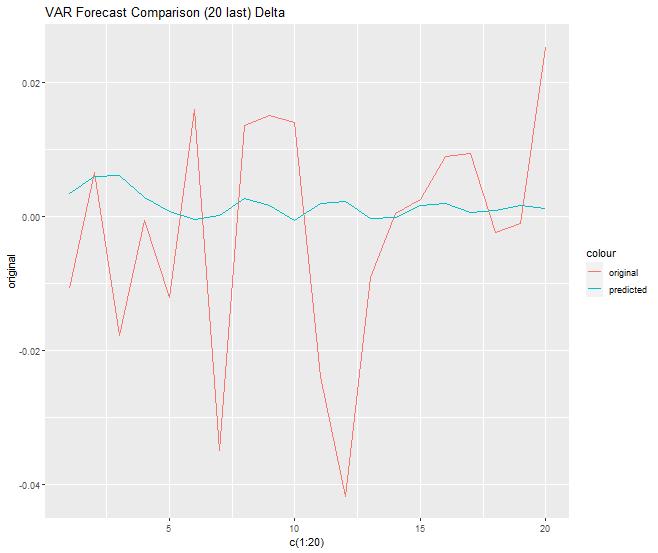 VAR Forecast Comparison (20 last) Delta
0.02
0.00
-0.02
-0.04
original
5
10
15
20
c(1:20)
colour
original
predicted